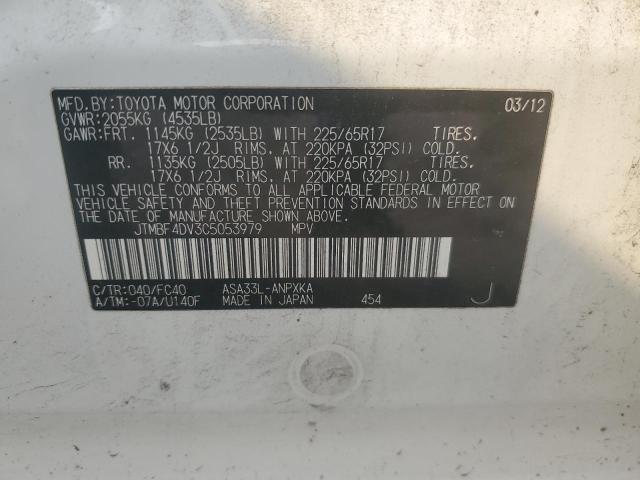 MFD.BY:TOYOTA MOTOR CORPORATION 03/12
GVWR:2055KG (4535LB)
GAWR:FRT. 1145KG (2535LB) WITH 225/65R17 TIRES.
17X6 1/2J RIMS, AT 220KPA (32PSI) COLD.
RR. 1135KG (2505LB) WITH 225/65R17 TIRES.
17X6 1/2J RIMS, AT 220KPA (32PSI) COLD.
THIS VEHICLE CONFORMS TO ALL APPLICABLE FEDERAL MOTOR
VEHICLE SAFETY AND THEFT PREVENTION STANDARDS IN EFFECT
ON THE DATE OF MANUFACTURE SHOWN ABOVE.
JTMBF4DV3C5053979 MPV
C/TR:040/FC40 ASA33L-ANPXKA
A/TM:-07A/U140F MADE IN JAPAN 454 J